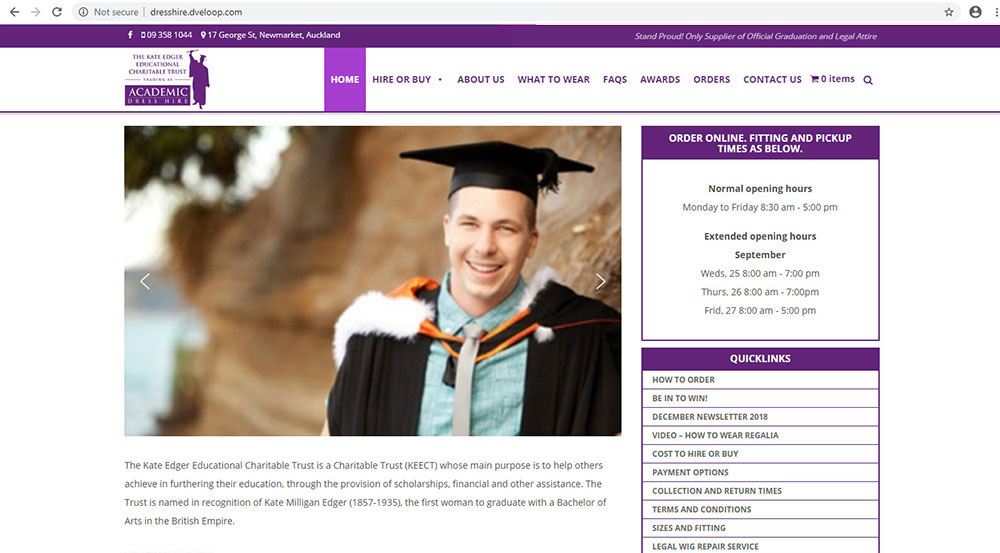 Not secure | dresshire.dveloop.com
09 358 1044 17 George St, Newmarket, Auckland
Stand Proud! Only Supplier of Official Graduation and Legal Attire
THE KATE EDGER
EDUCATIONAL
CHARITABLE TRUST
TRADING AS
ACADEMIC
DRESS HIRE
HOME HIRE OR BUY ABOUT US WHAT TO WEAR FAQS AWARDS ORDERS CONTACT US 0 items
ORDER ONLINE. FITTING AND PICKUP
TIMES AS BELOW.
Normal opening hours
Monday to Friday 8:30 am - 5:00 pm
Extended opening hours
September
Weds, 25 8:00 am - 7:00 pm
Thurs, 26 8:00 am - 7:00pm
Frid, 27 8:00 am - 5:00 pm
QUICKLINKS
HOW TO ORDER
BE IN TO WIN!
DECEMBER NEWSLETTER 2018
VIDEO – HOW TO WEAR REGALIA
COST TO HIRE OR BUY
PAYMENT OPTIONS
COLLECTION AND RETURN TIMES
TERMS AND CONDITIONS
SIZES AND FITTING
LEGAL WIG REPAIR SERVICE
The Kate Edger Educational Charitable Trust is a Charitable Trust (KEECT) whose main purpose is to help others
achieve in furthering their education, through the provision of scholarships, financial and other assistance. The
Trust is named in recognition of Kate Milligan Edger (1857-1935), the first woman to graduate with a Bachelor of
Arts in the British Empire.